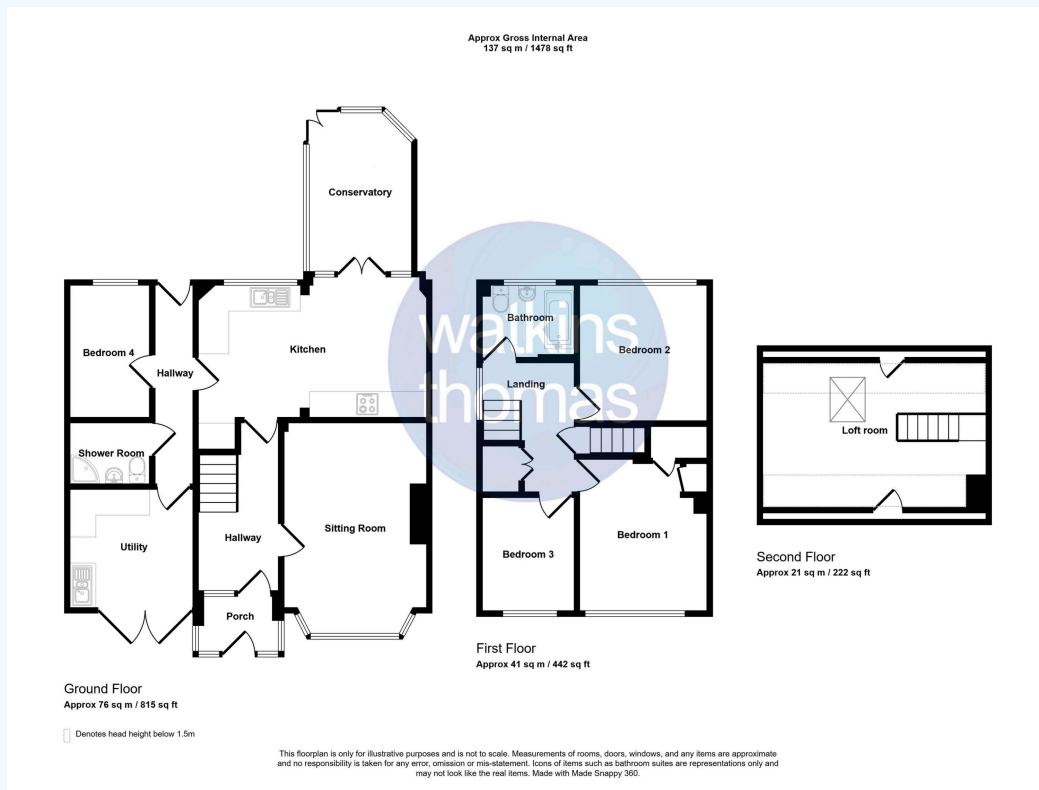 Approx Gross Internal Area
137 sq m / 1478 sq ft
Conservatory
Bedroom 4
Hallway
Kitchen
Shower Room
Utility
Hallway
Sitting Room
Porch
Ground Floor
Approx 76 sq m / 815 sq ft
Denotes head height below 1.5m
watkins
thomas
Bathroom
Bedroom 2
Landing
Bedroom 3
Bedroom 1
First Floor
Approx 41 sq m / 442 sq ft
Loft room
Second Floor
Approx 21 sq m / 222 sq ft
This floorplan is only for illustrative purposes and is not to scale. Measurements of rooms, doors, windows, and any items are approximate
and no responsibility is taken for any error, omission or mis-statement. Icons of items such as bathroom suites are representations only and
may not look like the real items. Made with Made Snappy 360.